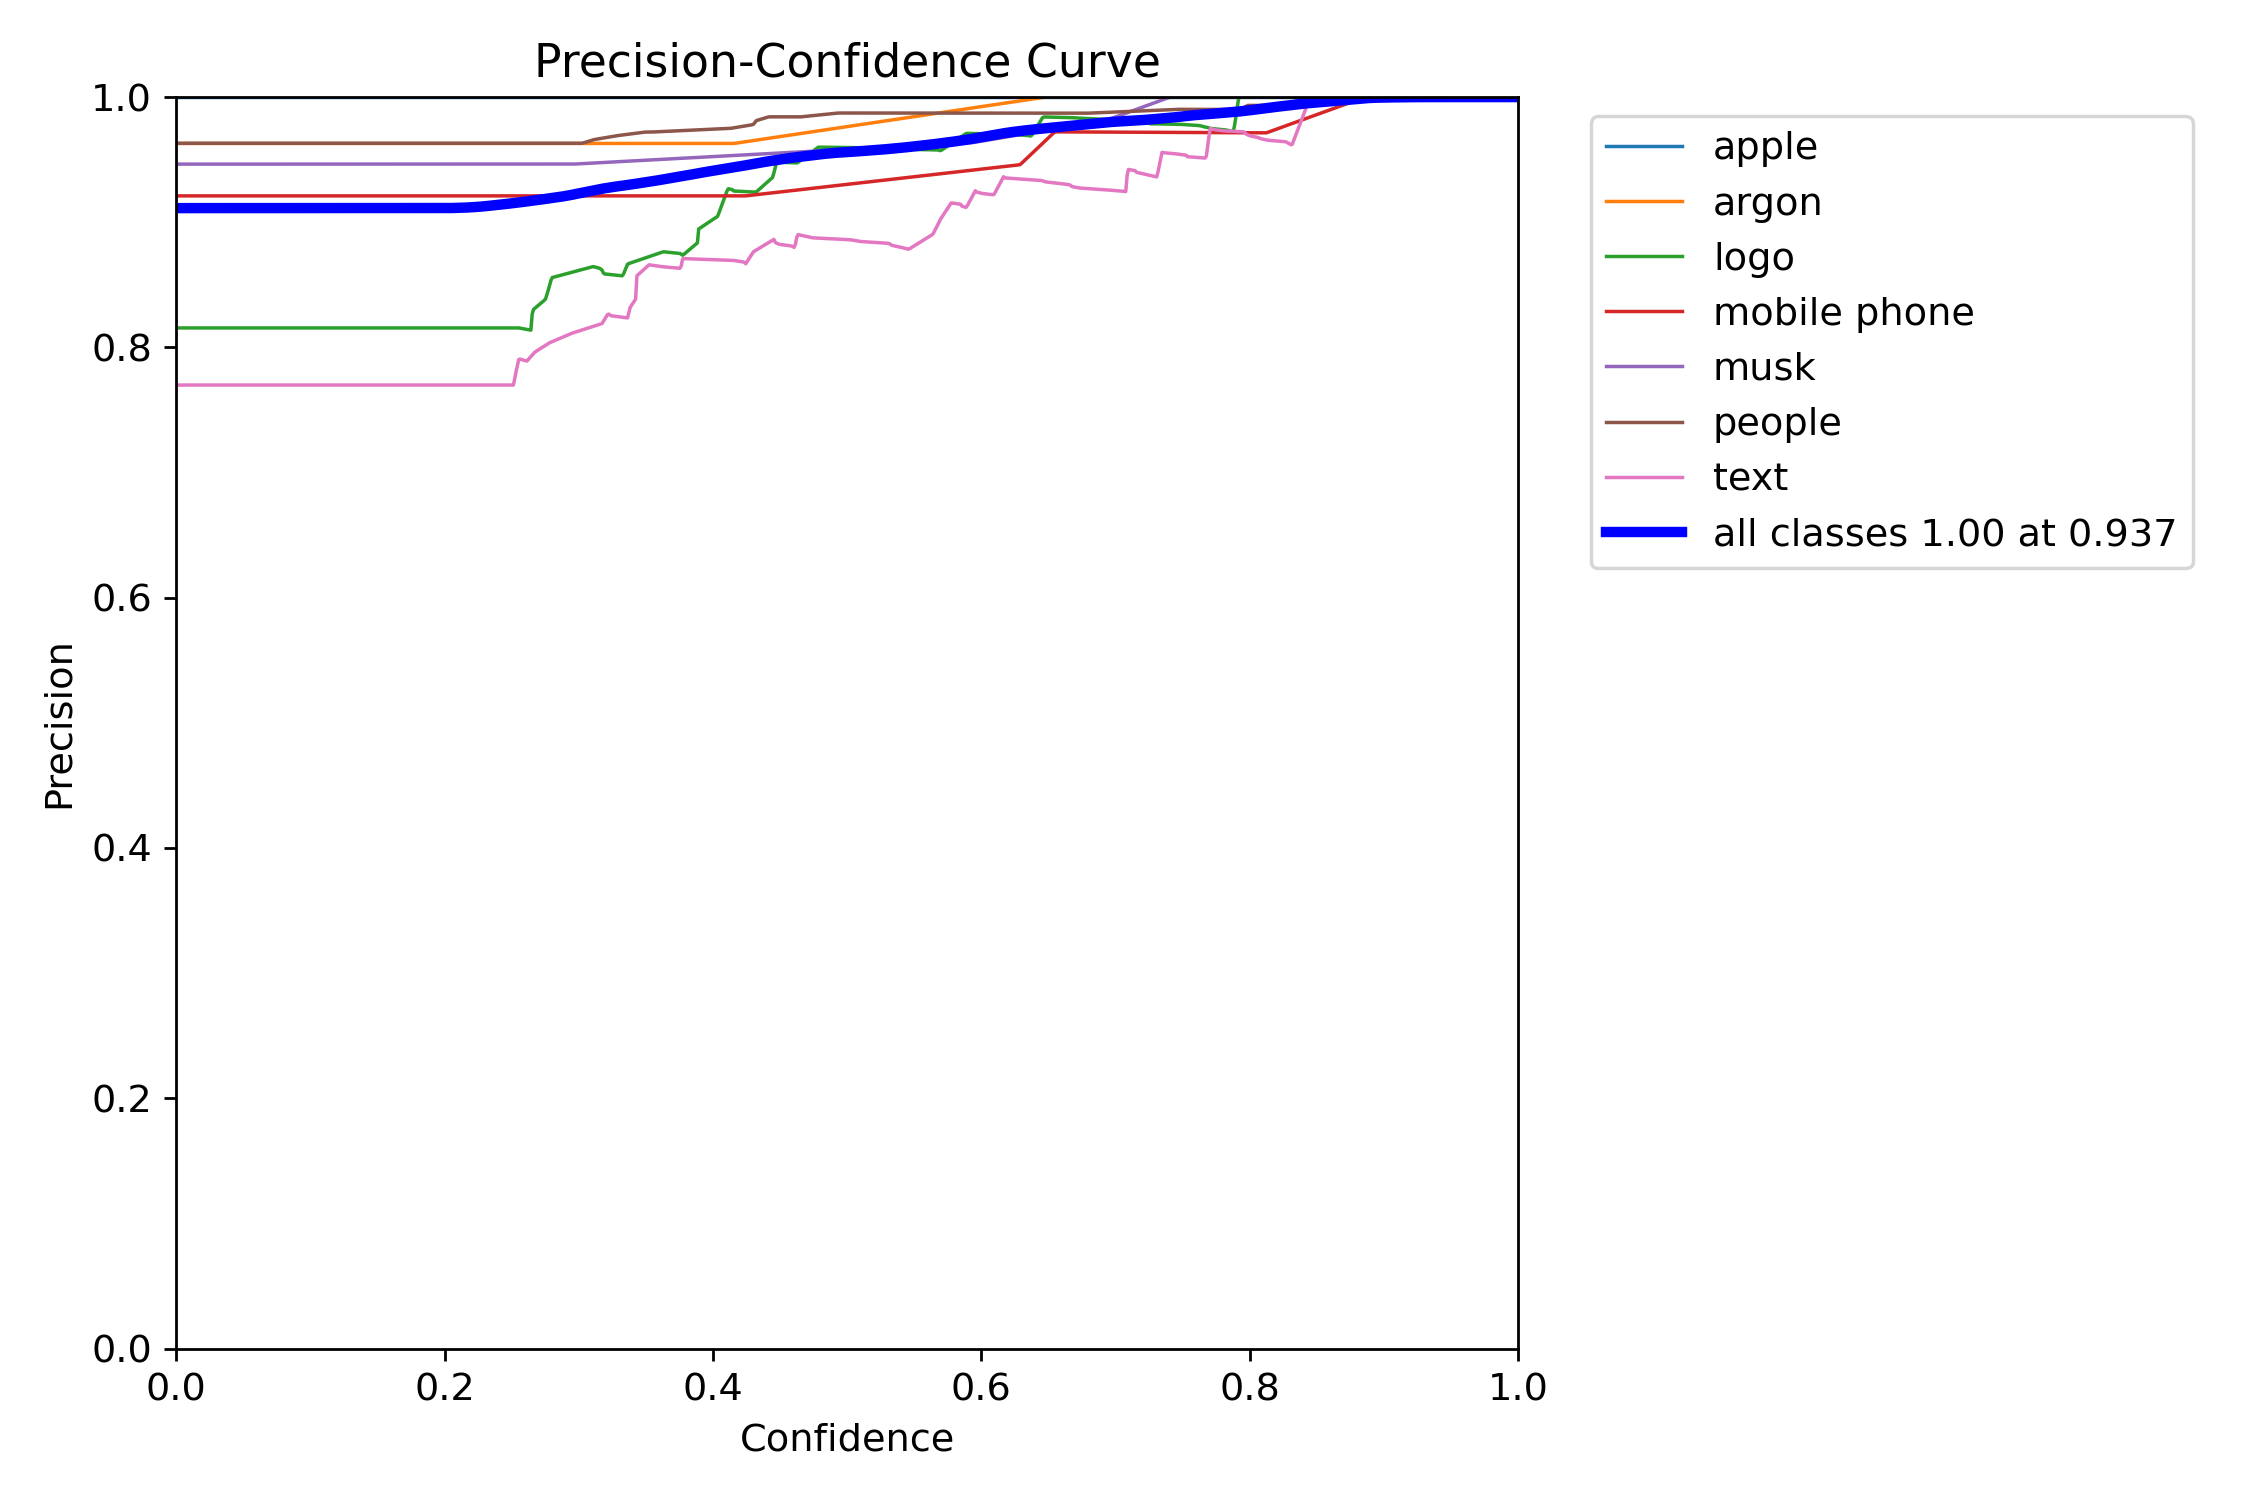 Precision-Confidence Curve
1.0
0.8
0.6
0.4
0.2
0.0
Precision
0.0 0.2 0.4 0.6 0.8 1.0
Confidence
apple
argon
logo
mobile phone
musk
people
text
all classes 1.00 at 0.937